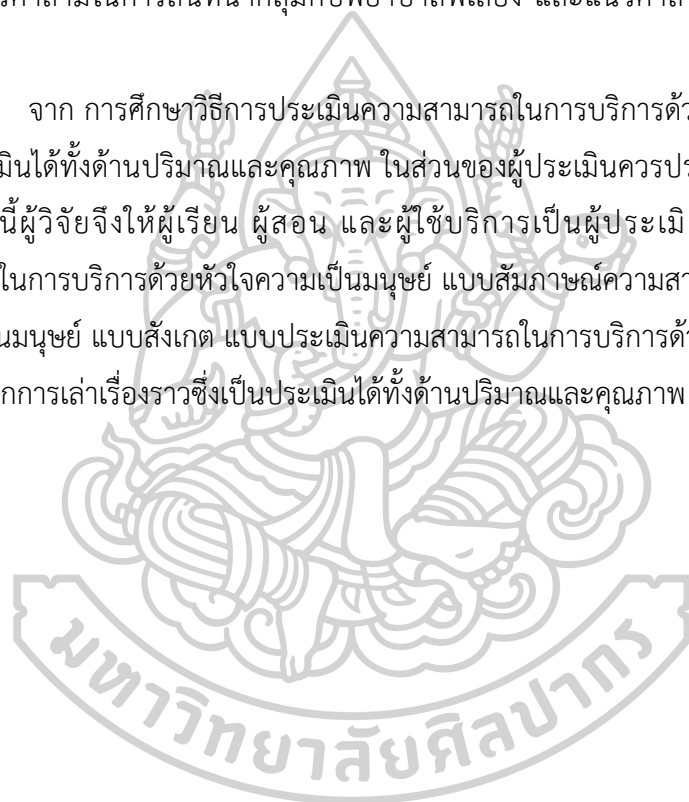 จาก การศึกษาวิธีการประเมินความสามารถในการบริการด้ว
มินได้ทั้งด้านปริมาณและคุณภาพ ในส่วนของผู้ประเมินควรปร
นี้ผู้วิจัยจึงให้ผู้เรียน ผู้สอน และผู้ใช้บริการเป็นผู้ประเมิ
ในการบริการด้วยหัวใจความเป็นมนุษย์ แบบสัมภาษณ์ความสา
นมนุษย์ แบบสังเกต แบบประเมินความสามารถในการบริการด้ว
กการเล่าเรื่องราวซึ่งเป็นประเมินได้ทั้งด้านปริมาณและคุณภาพ
มหาวิทยาลัยศิลปากร